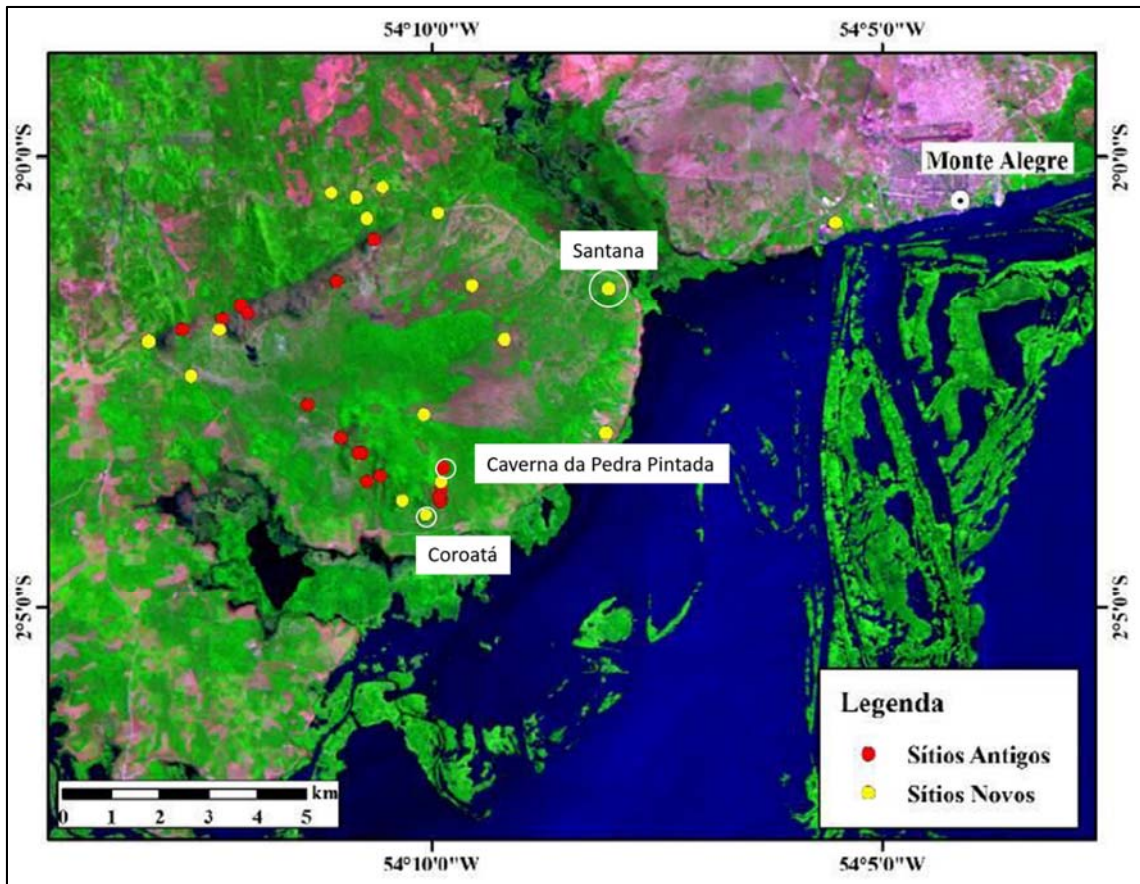 54°10'0"W
54°5'0"W
2°0'0"S
2°0'0"S
Monte Alegre
Santana
Caverna da Pedra Pintada
Coroatá
2°5'0"S
2°5'0"S
Legenda
Sítios Antigos
Sítios Novos
km
0 1 2 3 4 5
54°10'0"W
54°5'0"W